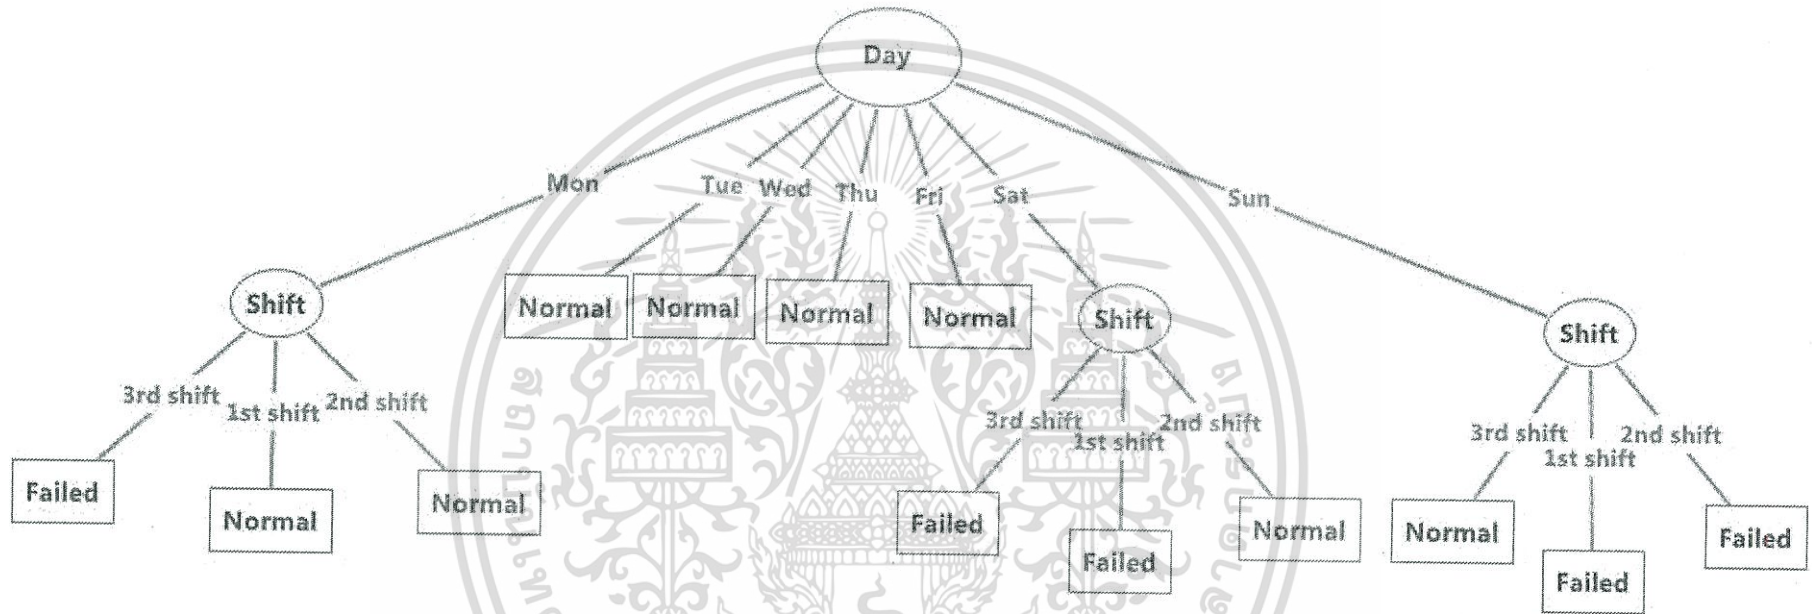 Day
Mon
Tue
Wed
Thu
Fri
Sat
Sun
Shift
Normal
Normal
Normal
Normal
Shift
Shift
3rd shift
1st shift
2nd shift
3rd shift
1st shift
2nd shift
3rd shift
1st shift
2nd shift
Failed
Normal
Normal
Failed
Failed
Normal
Normal
Failed
Failed